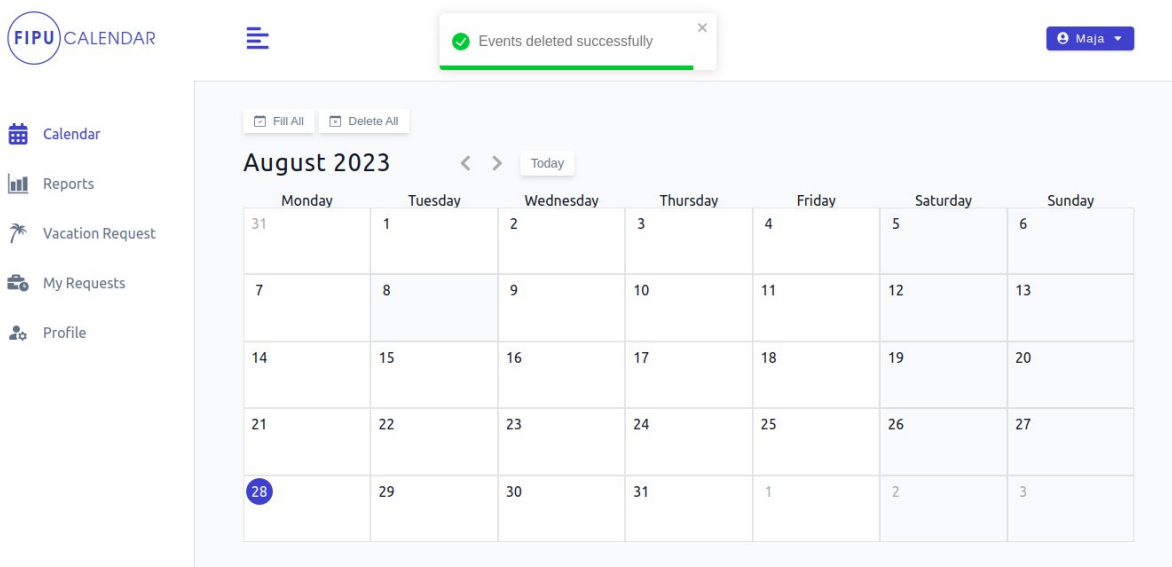 FIPU CALENDAR
Events deleted successfully
Maja
Calendar
Reports
Vacation Request
My Requests
Profile
Fill All Delete All
August 2023 Today
Monday Tuesday Wednesday Thursday Friday Saturday Sunday
31 1 2 3 4 5 6
7 8 9 10 11 12 13
14 15 16 17 18 19 20
21 22 23 24 25 26 27
28 29 30 31 1 2 3